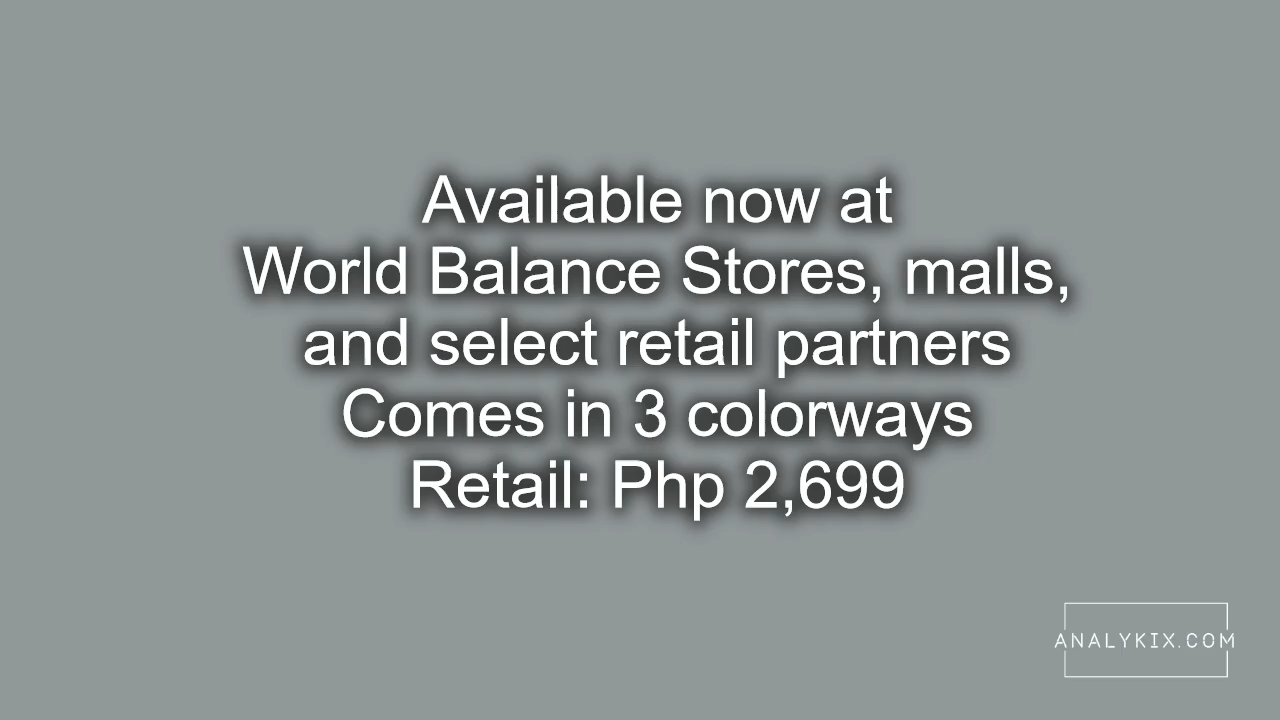 Available now at
World Balance Stores, malls,
and select retail partners
Comes in 3 colorways
Retail: Php 2,699
ANALYKIX.COM